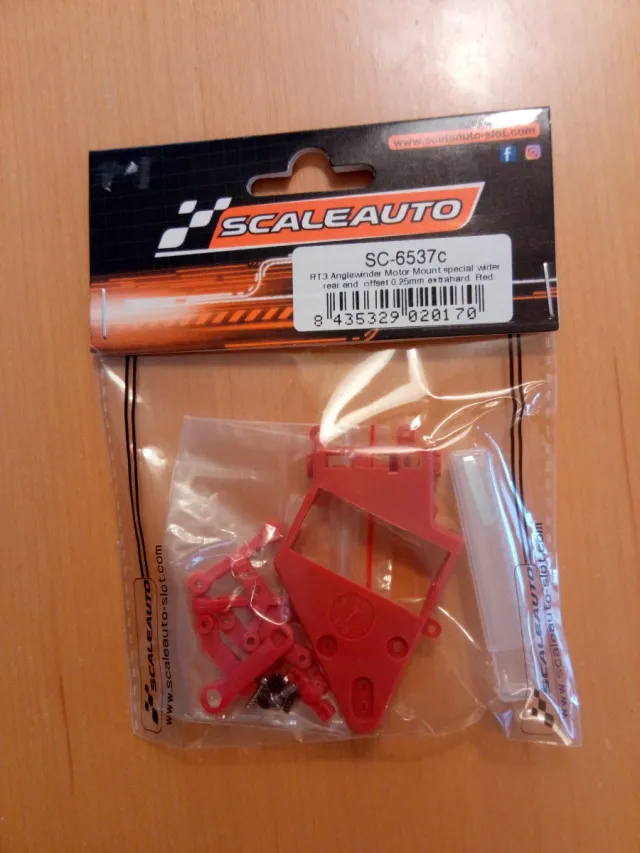 www.scaleauto-slot.com
SCALEAUTO
SC-6537c
RT3 Anglewinder Motor Mount special wider
rear end, offset 0.25mm extrahard. Red.
8 435329 020170
SCALEAUTO
www.scaleauto-slot.com
SCALEAUTO
www.scaleauto-slot.com